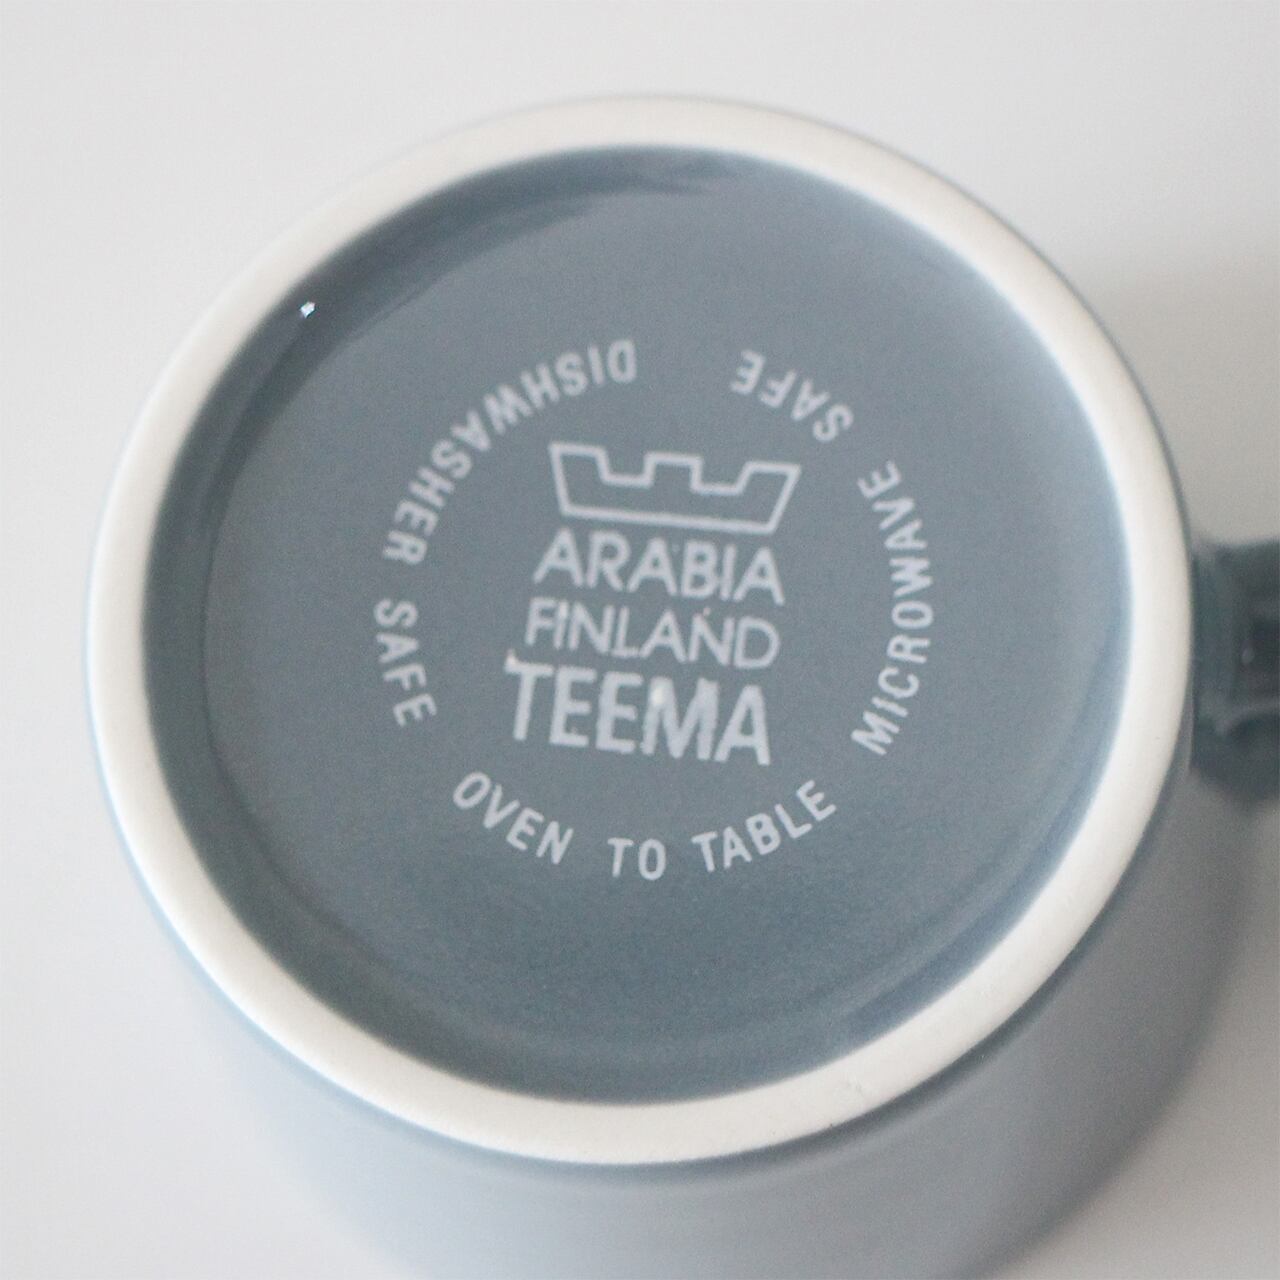 ARABIA
FINLAND
TEEMA
DISHWASHER SAFE
OVEN TO TABLE
MICROWAVE SAFE